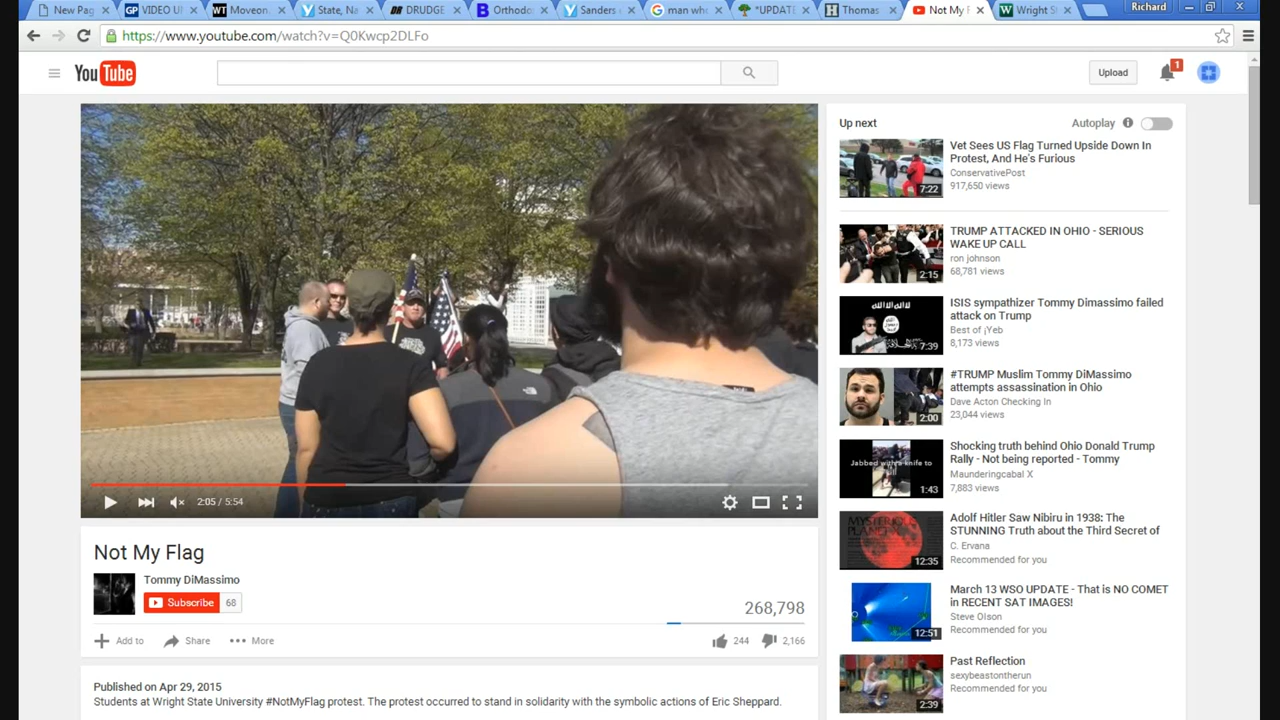 New Pag
VIDEO U
Moveon.
State, Na
DRUDGE
Orthodo
Sanders
man wh
*UPDATE
Thomas
Not My F
Wright S
Richard
https://www.youtube.com/watch?v=Q0Kwcp2DLFo
YouTube
Upload
1
Up next
Autoplay
Vet Sees US Flag Turned Upside Down In
Protest, And He's Furious
ConservativePost
917,650 views
7:22
TRUMP ATTACKED IN OHIO - SERIOUS
WAKE UP CALL
ron johnson
68,781 views
2:15
ISIS sympathizer Tommy Dimassimo failed
attack on Trump
Best of ¡Yeb
8,173 views
7:39
#TRUMP Muslim Tommy DiMassimo
attempts assassination in Ohio
Dave Acton Checking In
23,044 views
2:00
Shocking truth behind Ohio Donald Trump
Rally - Not being reported - Tommy
Maunderingcabal X
7,883 views
Jabbed with a knife to
1:43
Adolf Hitler Saw Nibiru in 1938: The
STUNNING Truth about the Third Secret of
C. Ervana
Recommended for you
12:35
March 13 WSO UPDATE - That is NO COMET
in RECENT SAT IMAGES!
Steve Olson
Recommended for you
12:51
Past Reflection
sexybeastontherun
Recommended for you
2:39
2:05 / 5:54
Not My Flag
Tommy DiMassimo
Subscribe 68
268,798
Add to Share More
244 2,166
Published on Apr 29, 2015
Students at Wright State University #NotMyFlag protest. The protest occurred to stand in solidarity with the symbolic actions of Eric Sheppard.